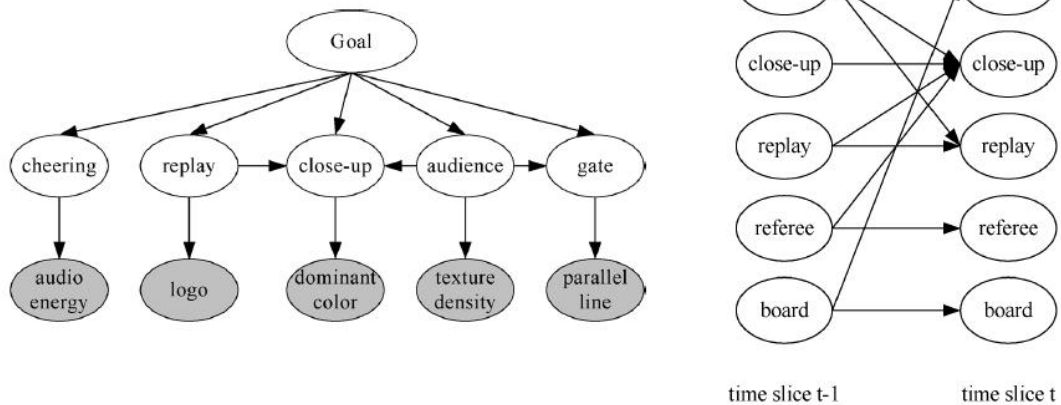 Goal
cheering
replay
close-up
audience
gate
audio
energy
logo
dominant
color
texture
density
parallel
line
close-up
close-up
replay
replay
referee
referee
board
board
time slice t-1
time slice t